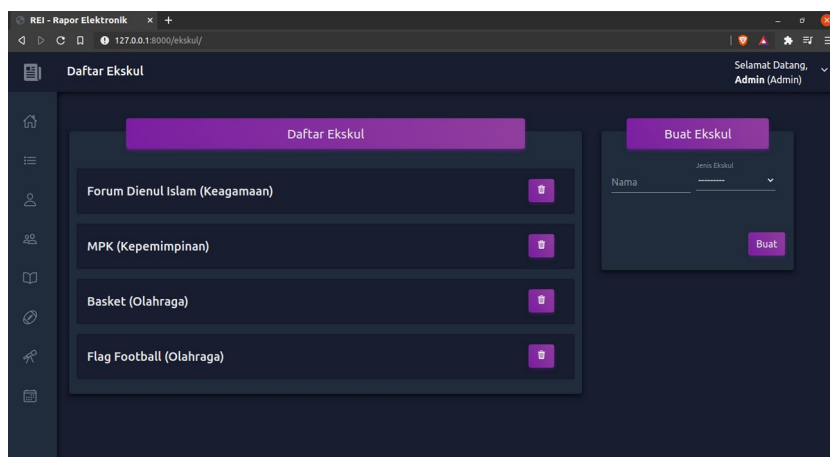 REI - Rapor Elektronik
127.0.0.1:8000/ekskul/
Daftar Ekskul
Selamat Datang,
Admin (Admin)
Daftar Ekskul
Forum Dienul Islam (Keagamaan)
MPK (Kepemimpinan)
Basket (Olahraga)
Flag Football (Olahraga)
Buat Ekskul
Jenis Ekskul
Nama
---------
Buat